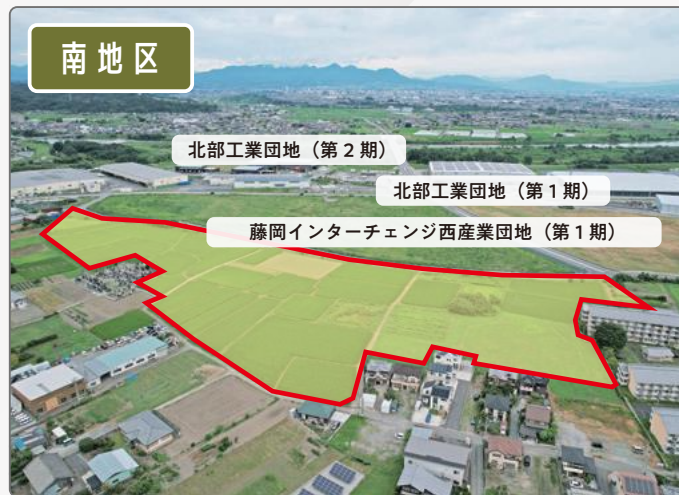 南地区
北部工業団地（第2期）
北部工業団地（第1期）
藤岡インターチェンジ西産業団地（第1期）